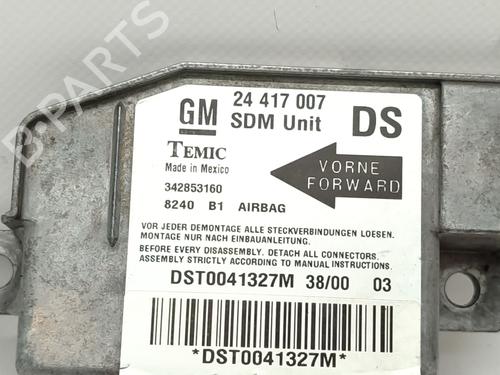 GM
24 417 007
SDM Unit
DS
TEMIC
Made in Mexico
VORNE
FORWARD
342853160
8240 B1 AIRBAG
VOR JEDER DEMONTAGE ALLE STECKVERBINDUNGEN LOESEN.
MONTAGE NUR NACH EINBAUANLEITUNG.
BEFORE EVERY DISASSEMBLY. DETACH ALL CONNECTORS.
ASSEMBLY STRICTLY ACCORDING TO MANUAL INSTRUCTIONS.
DST0041327M 38/00 03
*DST0041327M*
B-PARTS